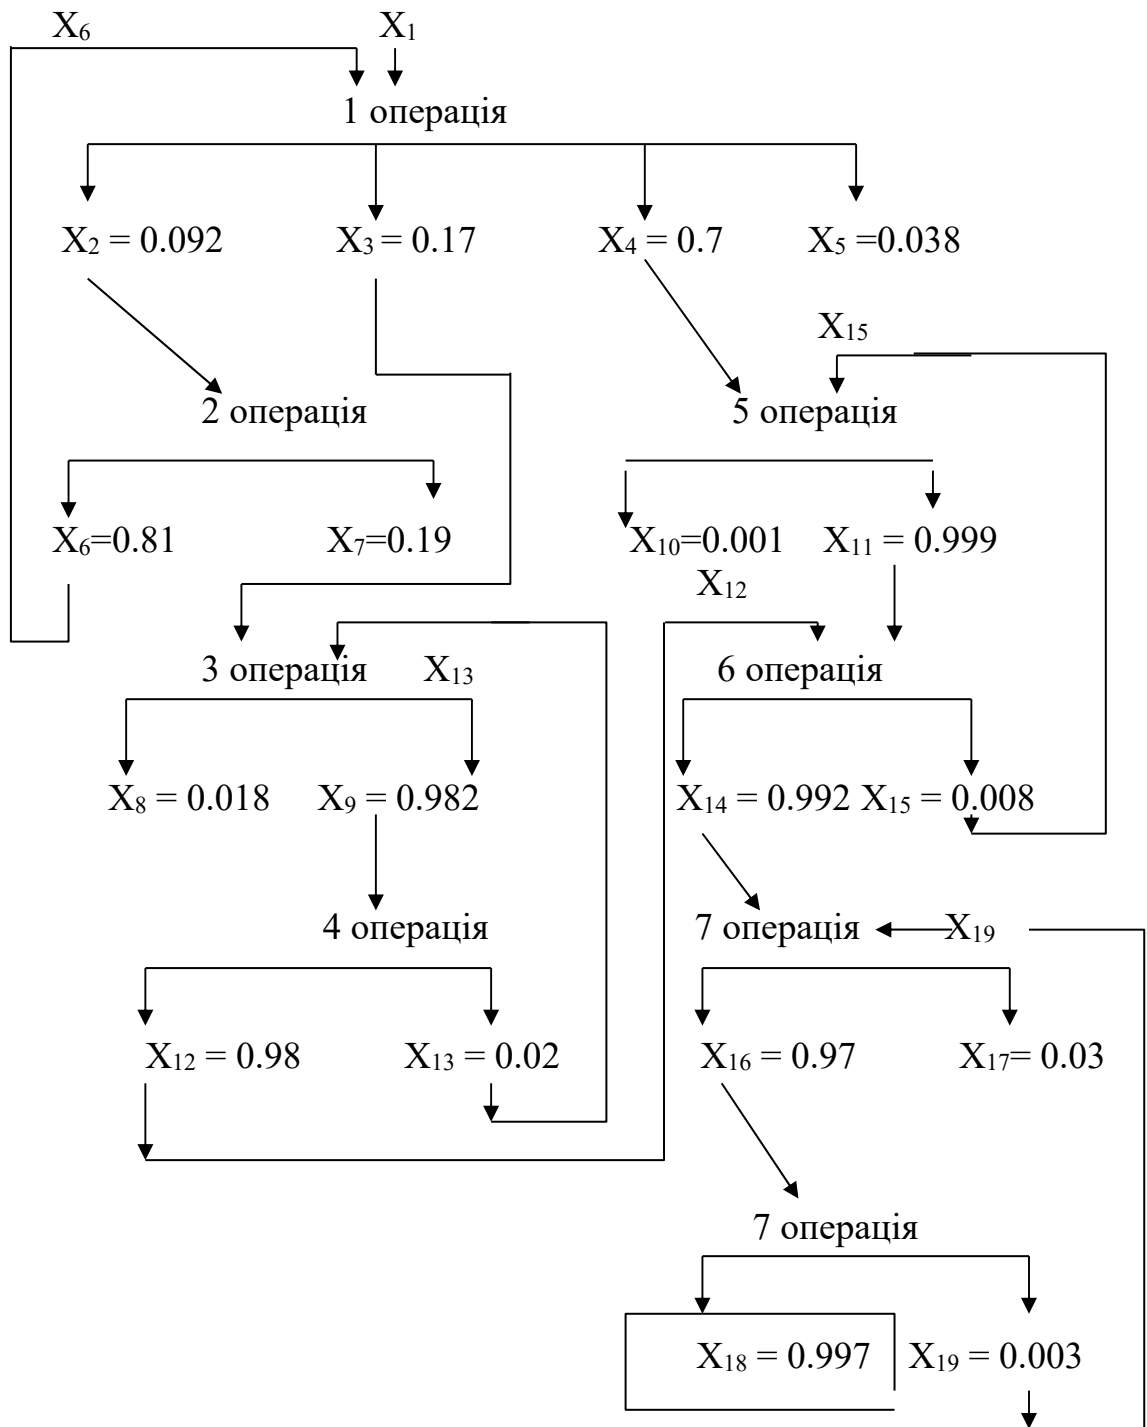 X₆ X₁
1 операція
X₂ = 0.092 X₃ = 0.17 X₄ = 0.7 X₅ =0.038
X₁₅
2 операція 5 операція
X₆=0.81 X₇=0.19 X₁₀=0.001 X₁₁ = 0.999
X₁₂
3 операція X₁₃ 6 операція
X₈ = 0.018 X₉ = 0.982 X₁₄ = 0.992 X₁₅ = 0.008
4 операція 7 операція X₁₉
X₁₂ = 0.98 X₁₃ = 0.02 X₁₆ = 0.97 X₁₇= 0.03
7 операція
X₁₈ = 0.997 X₁₉ = 0.003